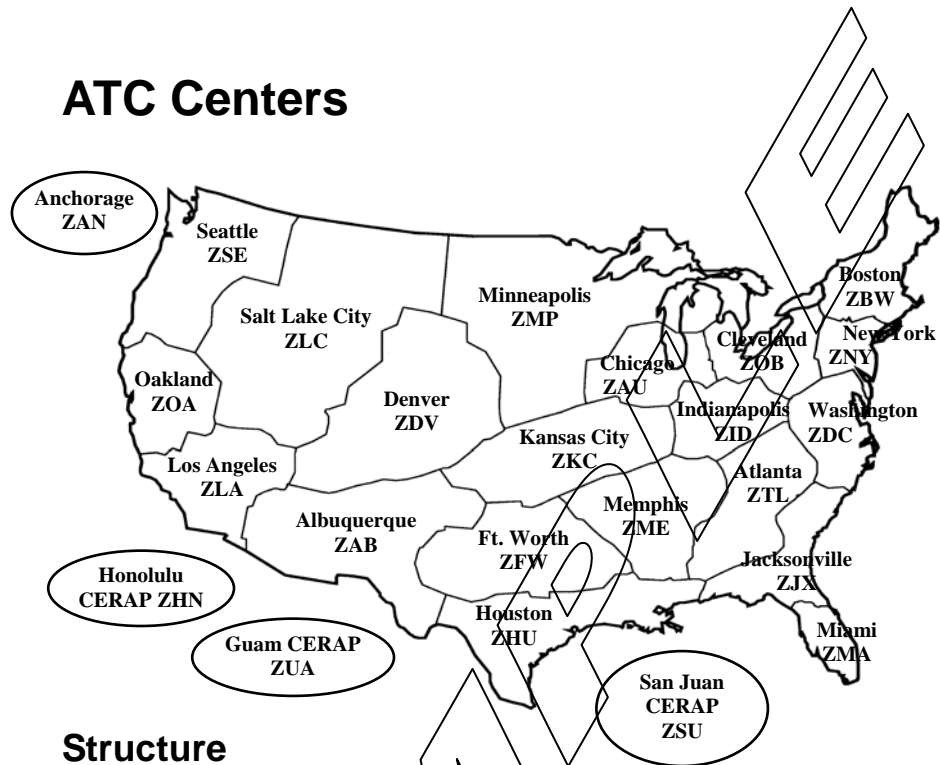 ATC Centers
Anchorage
ZAN
Seattle
ZSE
Salt Lake City
ZLC
Minneapolis
ZMP
Boston
ZBW
New York
ZNY
Cleveland
ZOB
Chicago
ZAU
Oakland
ZOA
Denver
ZDV
Indianapolis
ZID
Washington
ZDC
Kansas City
ZKC
Los Angeles
ZLA
Atlanta
ZTL
Memphis
ZME
Albuquerque
ZAB
Ft. Worth
ZFW
Jacksonville
ZJX
Honolulu
CERAP ZHN
Houston
ZHU
Miami
ZMA
Guam CERAP
ZUA
San Juan
CERAP
ZSU
Structure